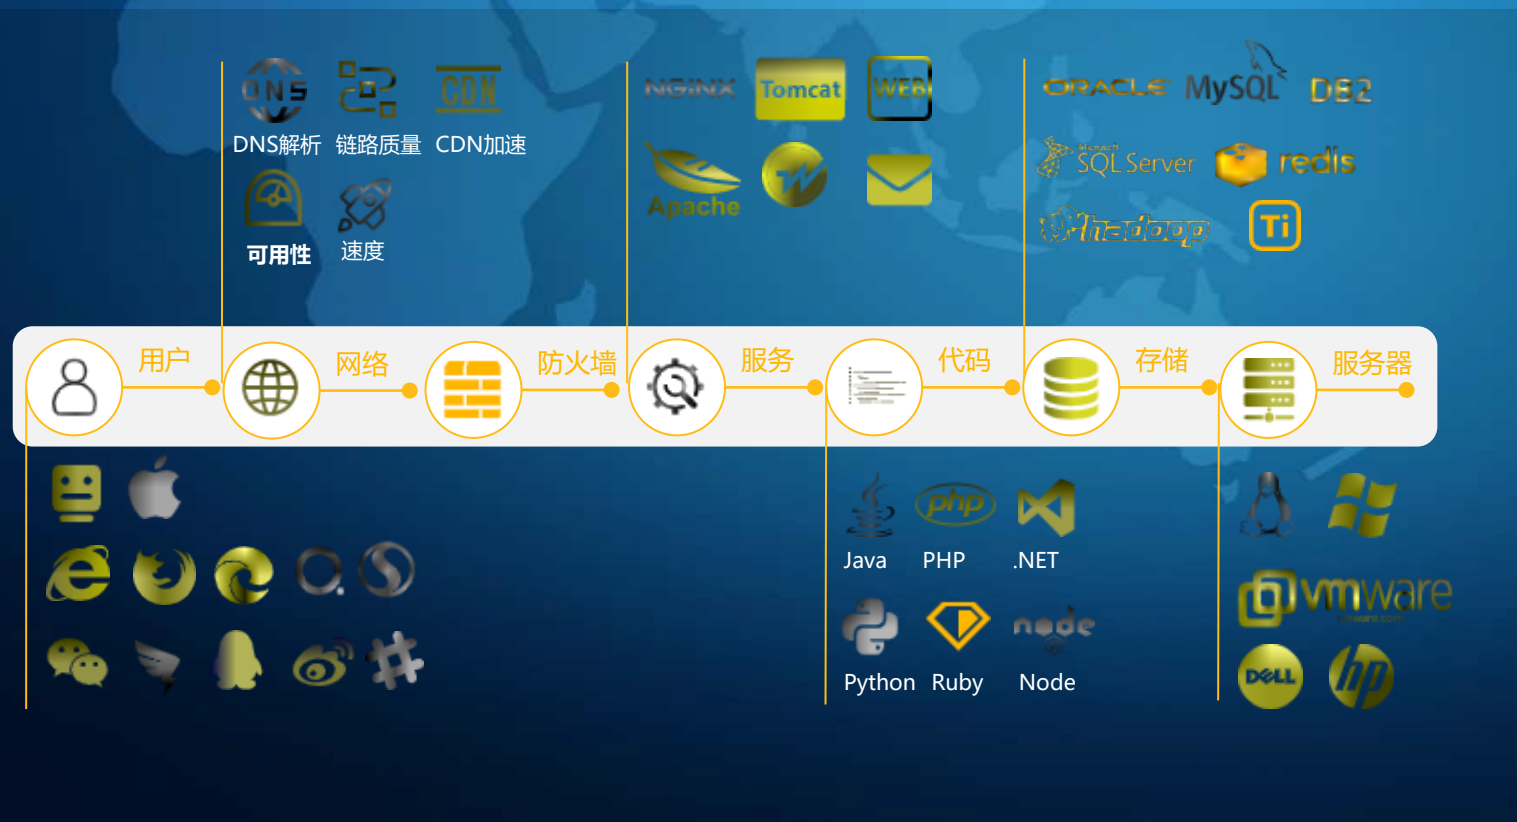 DNS
CDN
DNS解析 链路质量 CDN加速
可用性 速度
NGINX Tomcat WEB
Apache
ORACLE MySQL DB2
Microsoft
SQL Server redis
hadoop Ti
用户 网络 防火墙 服务 代码 存储 服务器
php
Java PHP .NET
node
Python Ruby Node
vmware
DELL hp